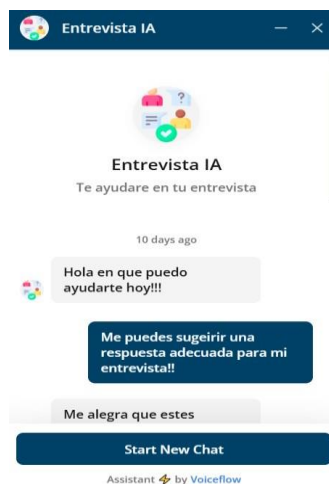 Entrevista IA
Entrevista IA
Te ayudare en tu entrevista
10 days ago
Hola en que puedo
ayudarte hoy!!!
Me puedes sugeirir una
respuesta adecuada para mi
entrevista!!
Me alegra que estes
Start New Chat
Assistant by Voiceflow